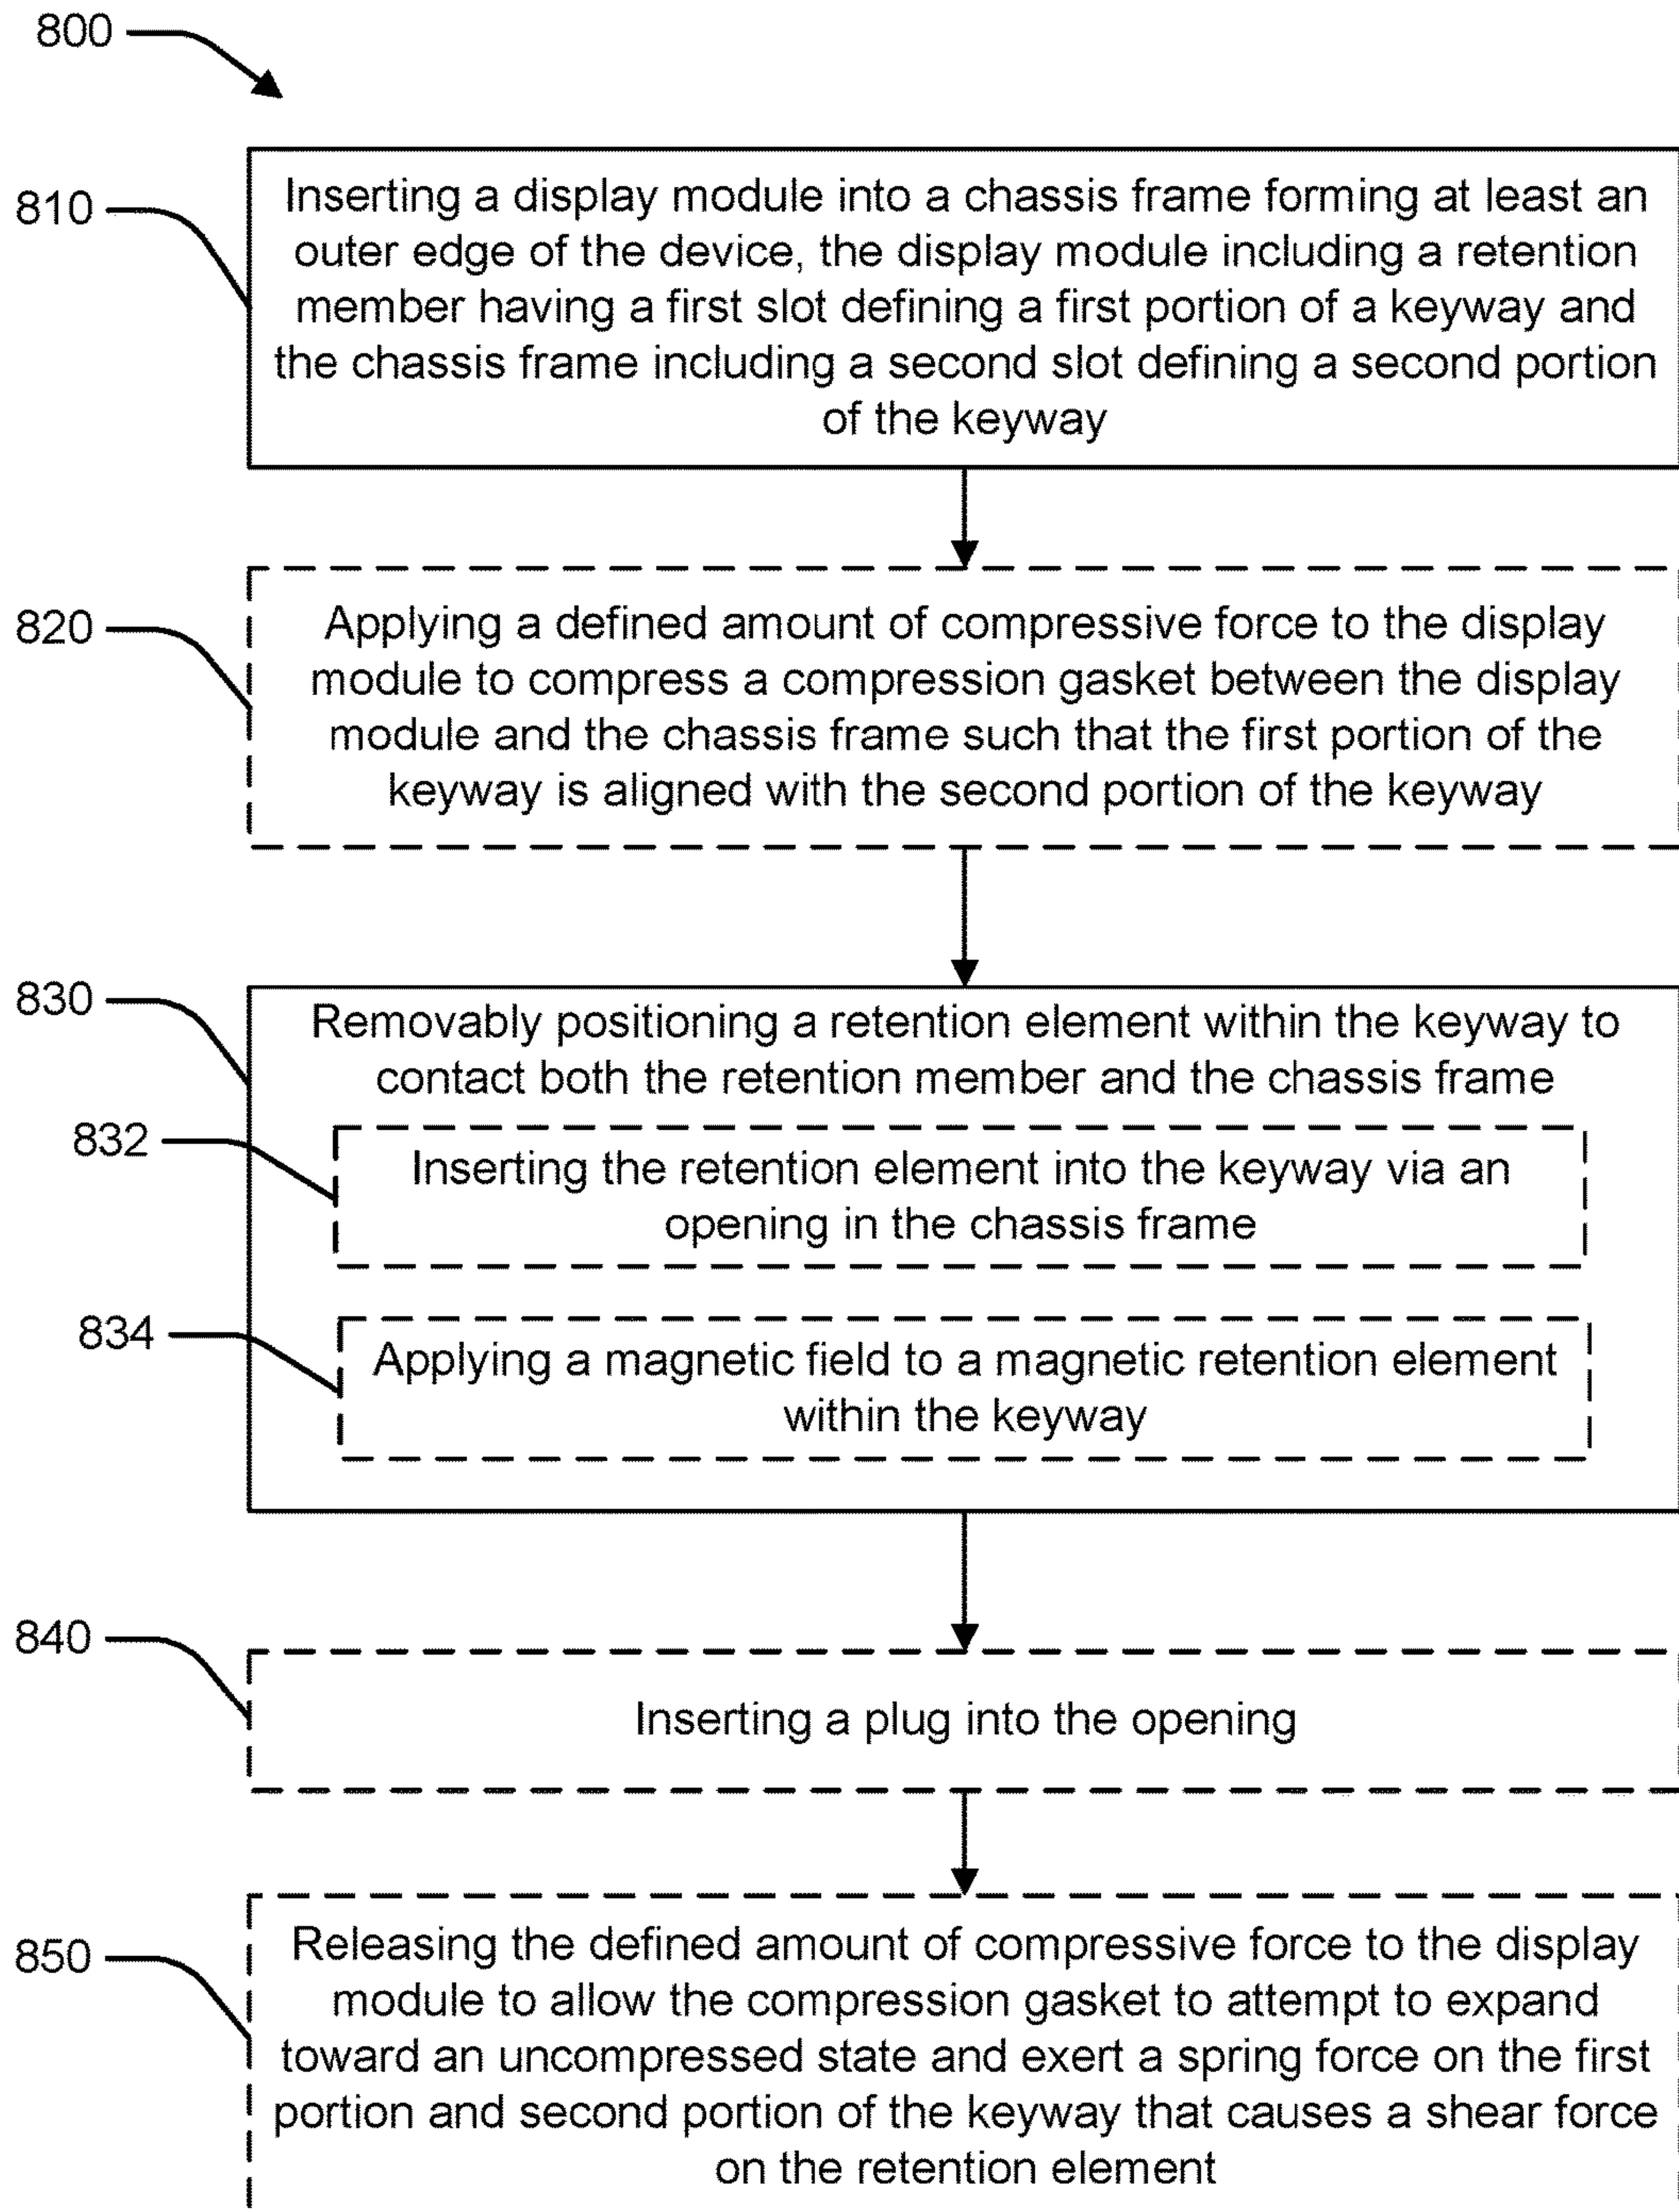 800
810
Inserting a display module into a chassis frame forming at least an
outer edge of the device, the display module including a retention
member having a first slot defining a first portion of a keyway and
the chassis frame including a second slot defining a second portion
of the keyway
820
Applying a defined amount of compressive force to the display
module to compress a compression gasket between the display
module and the chassis frame such that the first portion of the
keyway is aligned with the second portion of the keyway
830
Removably positioning a retention element within the keyway to
contact both the retention member and the chassis frame
832
Inserting the retention element into the keyway via an
opening in the chassis frame
834
Applying a magnetic field to a magnetic retention element
within the keyway
840
Inserting a plug into the opening
850
Releasing the defined amount of compressive force to the display
module to allow the compression gasket to attempt to expand
toward an uncompressed state and exert a spring force on the first
portion and second portion of the keyway that causes a shear force
on the retention element